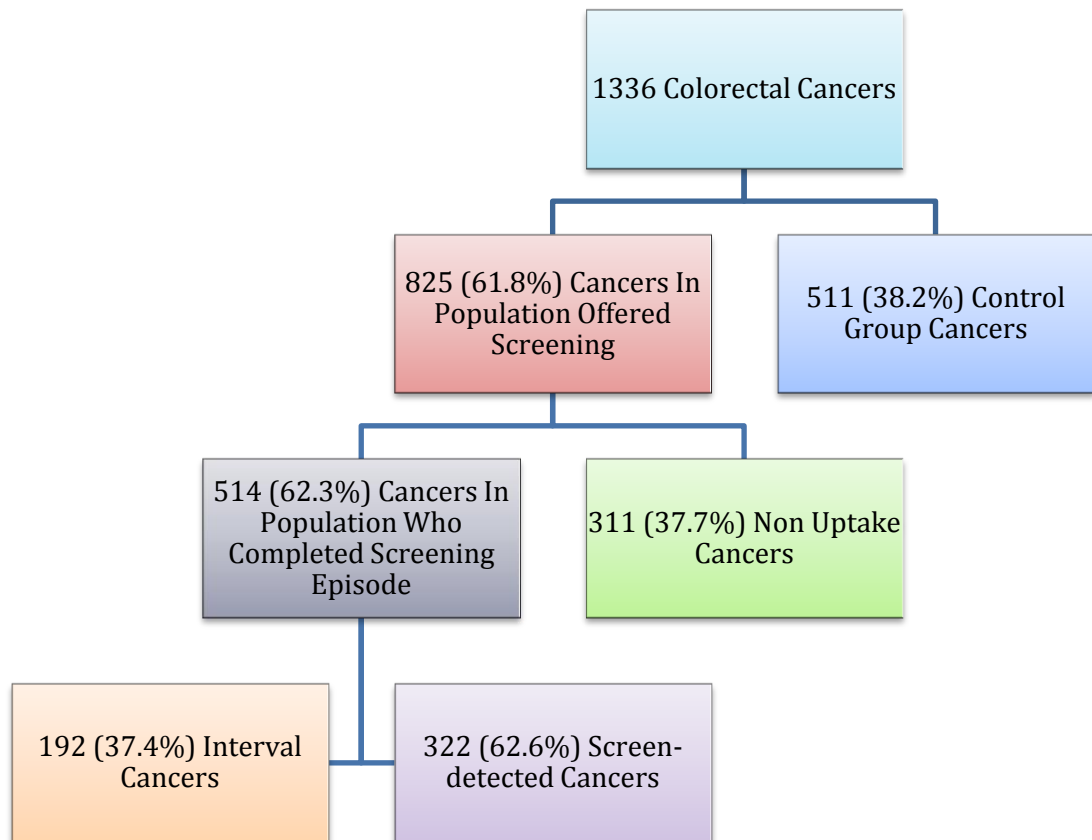 1336 Colorectal Cancers
825 (61.8%) Cancers In
Population Offered
Screening
511 (38.2%) Control
Group Cancers
514 (62.3%) Cancers In
Population Who
Completed Screening
Episode
311 (37.7%) Non Uptake
Cancers
192 (37.4%) Interval
Cancers
322 (62.6%) Screen-
detected Cancers